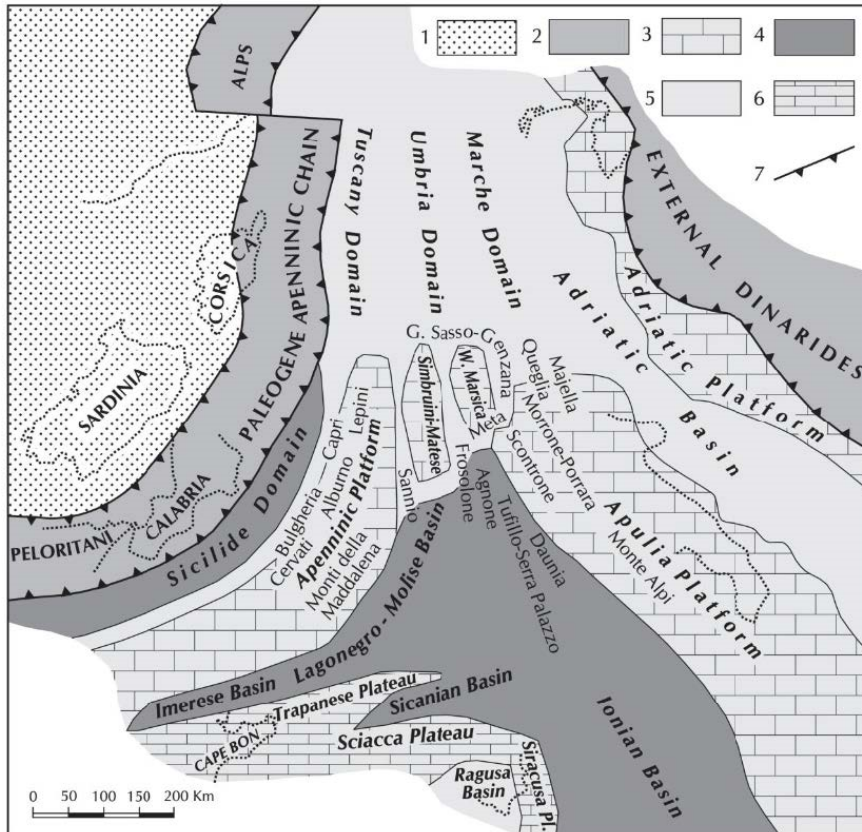 1
2
3
4
5
6
7
ALPS
PALEOGENE APENNINIC CHAIN
CORSICA
SARDINIA
CALABRIA
PELORITANI
Sicilide Domain
Tuscany Domain
Umbria Domain
Marche Domain
EXTERNAL DINARIDES
Adriatic Platform
Adriatic Basin
G. Sasso-Genzana
Simbruini-Matese
W. Marsica
Meta
Queglia
Majella
Morrone-Porrara
Scontrone
Capri
Lepini
Bulgheria
Alburno
Cervati
Apenninic Platform
Monti della
Maddalena
Sannio
Frosolone
Agnone
Tufillo-Serra Palazzo
Daunia
Monte Alpi
Apulia Platform
Imerese Basin
Lagonegro-Molise Basin
Trapanese Plateau
Sicanian Basin
CAPE BON
Sciacca Plateau
Ragusa
Basin
Siracusa Pl.
Ionian Basin
0 50 100 150 200 Km